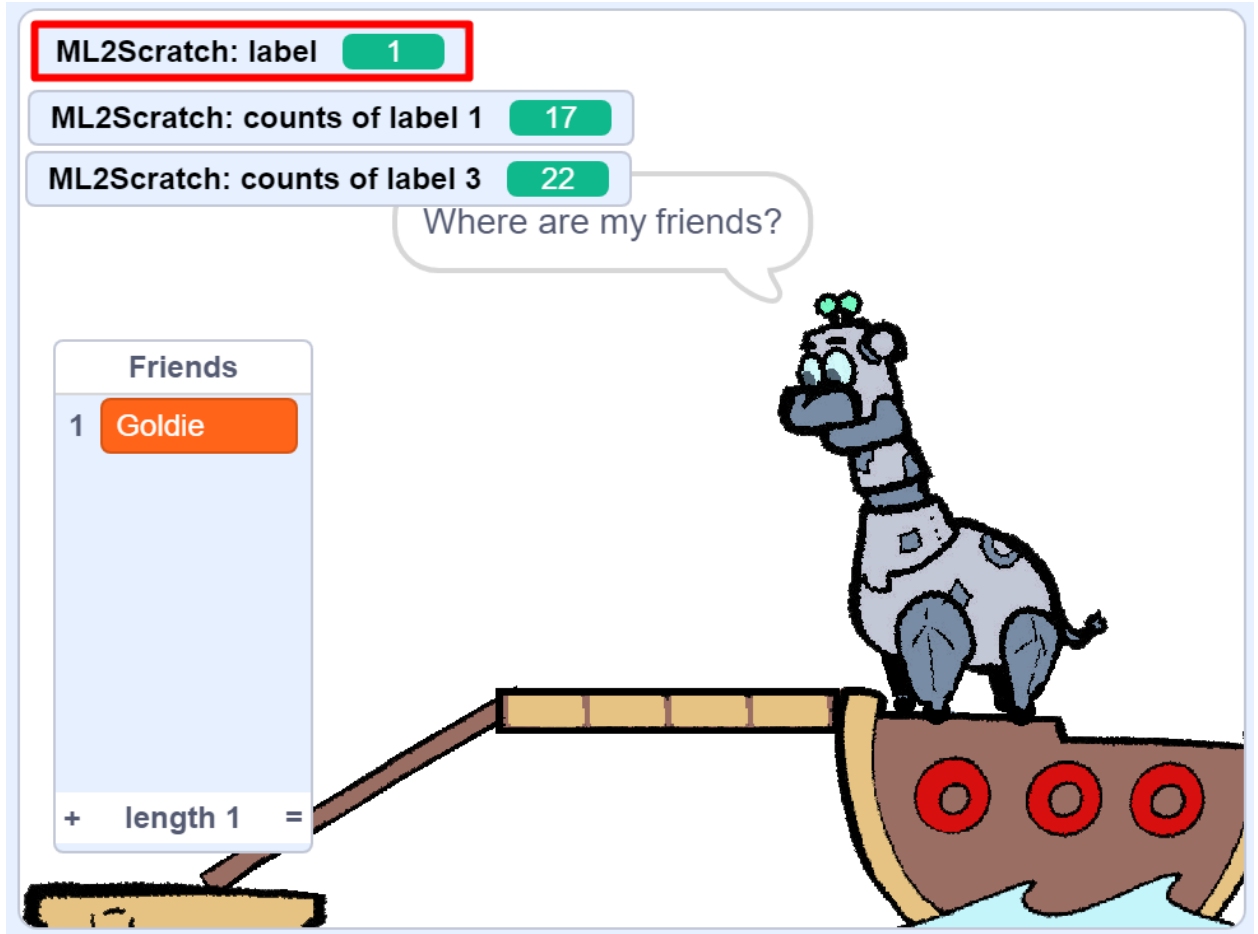 ML2Scratch: label 1
ML2Scratch: counts of label 1 17
ML2Scratch: counts of label 3 22
Where are my friends?
Friends
1 Goldie
+ length 1 =